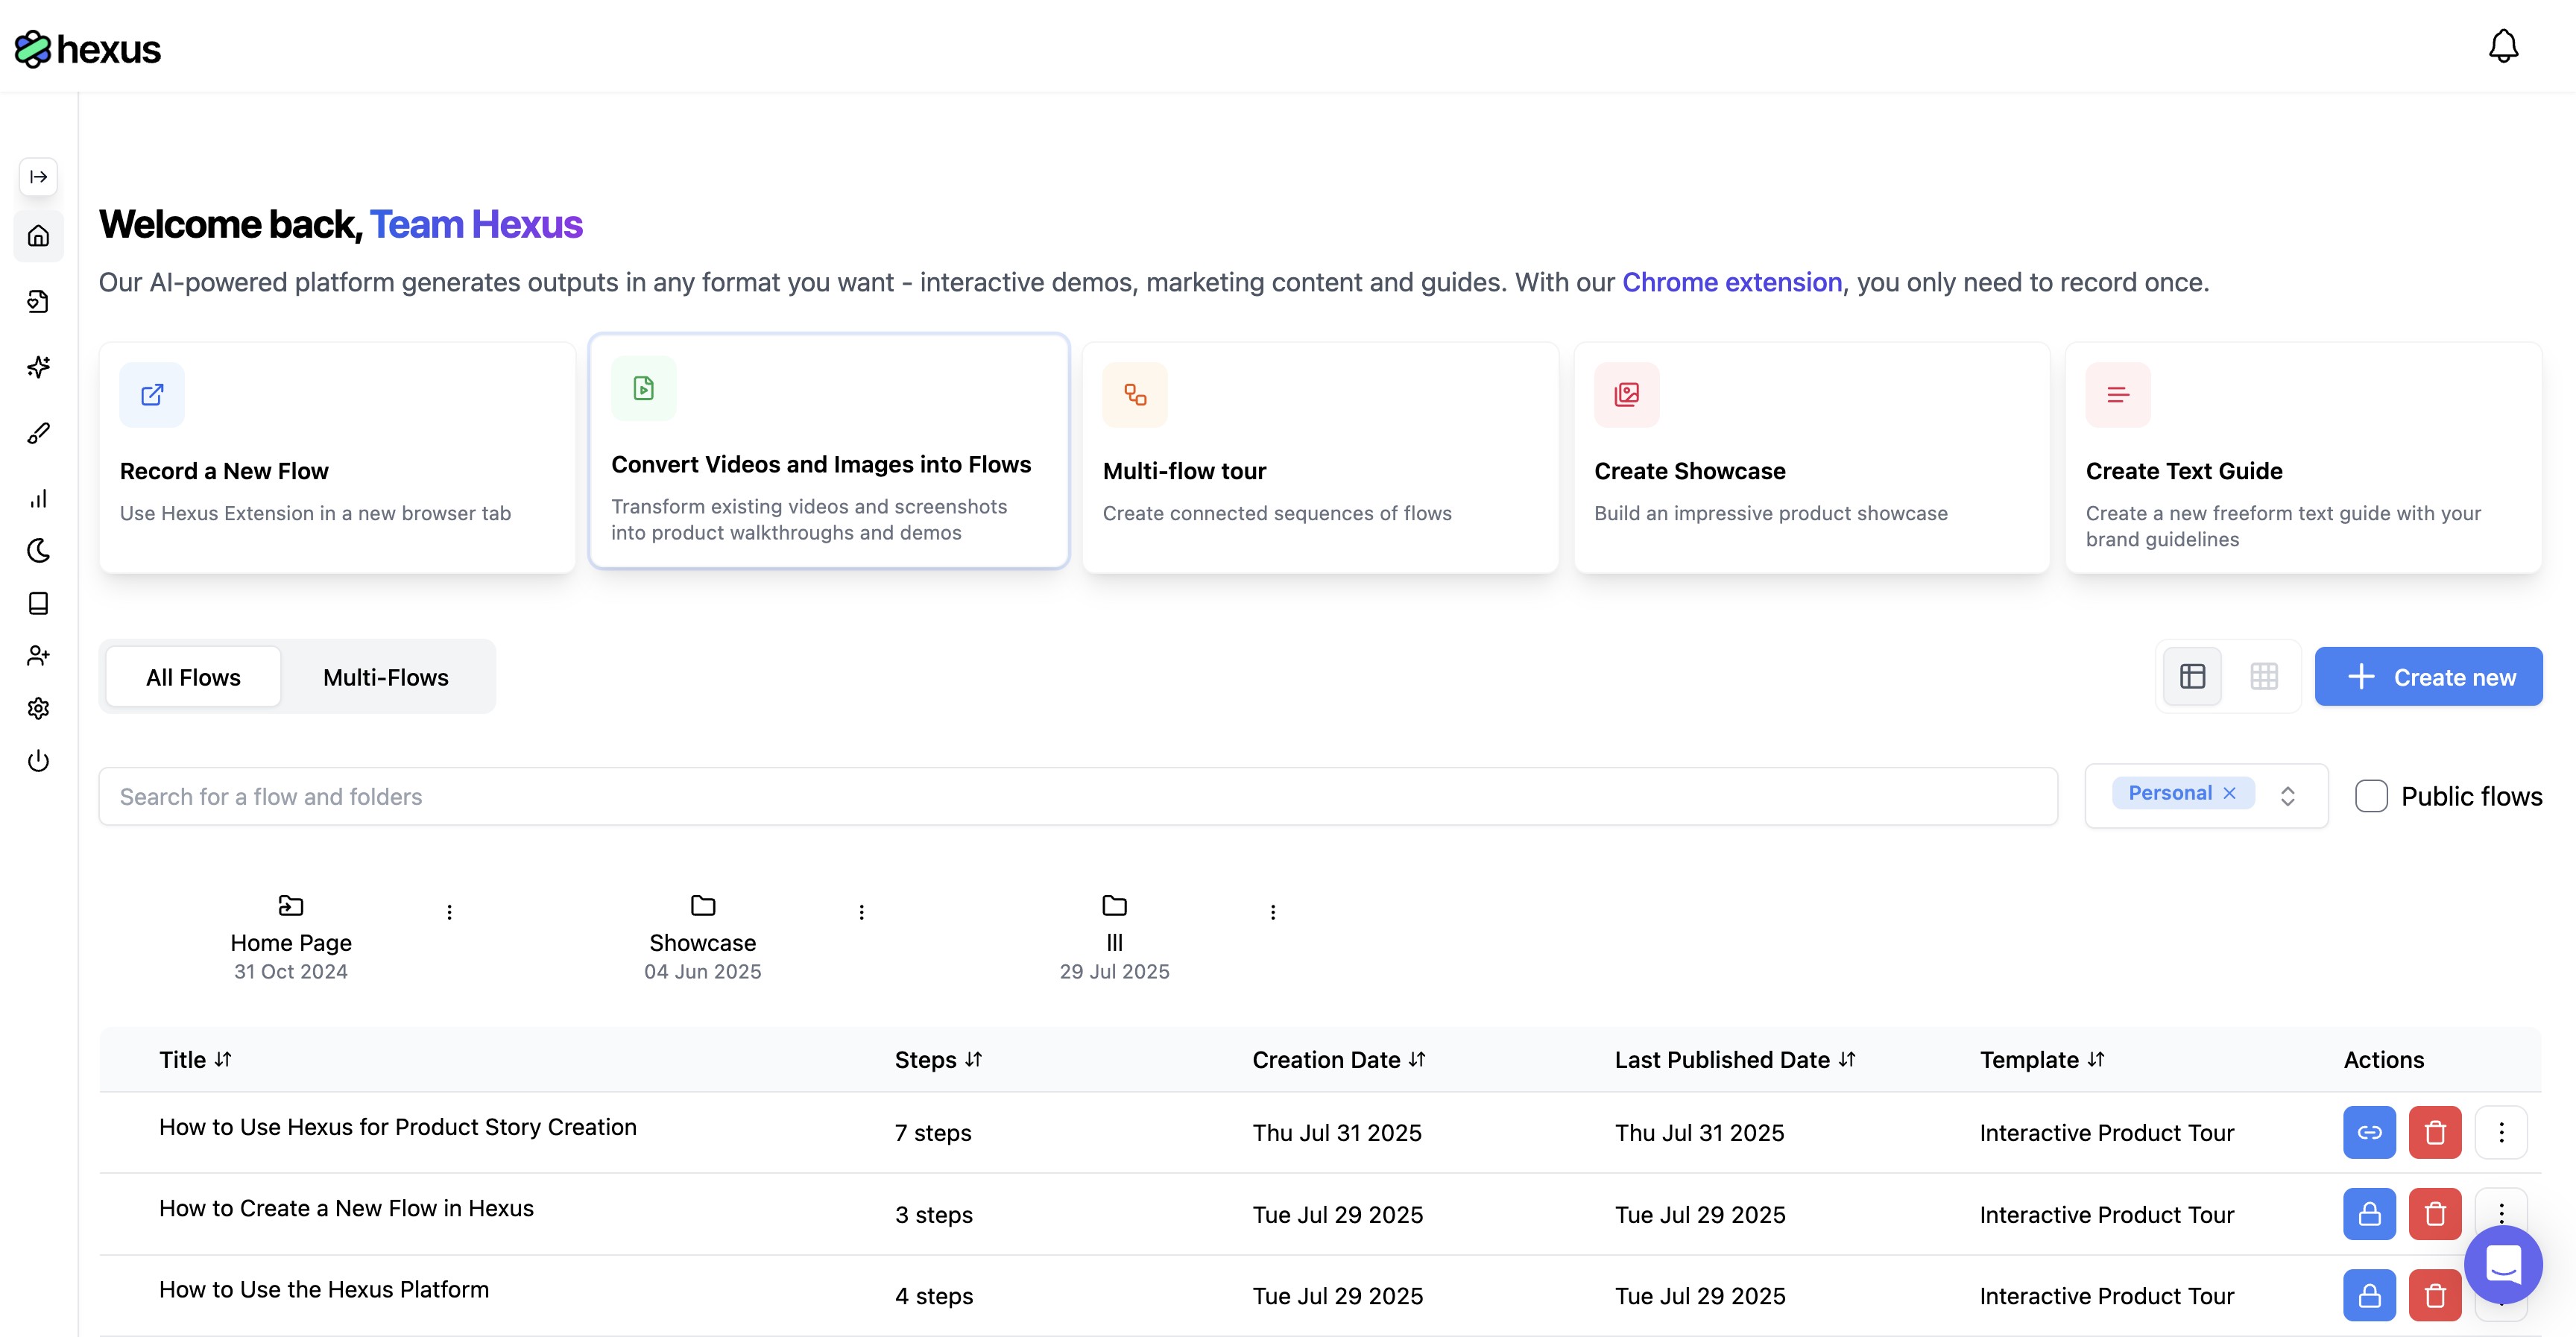 hexus
Welcome back, Team Hexus
Our AI-powered platform generates outputs in any format you want - interactive demos, marketing content and guides. With our Chrome extension, you only need to record once.
Record a New Flow
Use Hexus Extension in a new browser tab
Convert Videos and Images into Flows
Transform existing videos and screenshots
into product walkthroughs and demos
Multi-flow tour
Create connected sequences of flows
Create Showcase
Build an impressive product showcase
Create Text Guide
Create a new freeform text guide with your
brand guidelines
All Flows Multi-Flows Create new
Search for a flow and folders Personal Public flows
Home Page
31 Oct 2024
Showcase
04 Jun 2025
lll
29 Jul 2025
Title Steps Creation Date Last Published Date Template Actions
How to Use Hexus for Product Story Creation 7 steps Thu Jul 31 2025 Thu Jul 31 2025 Interactive Product Tour
How to Create a New Flow in Hexus 3 steps Tue Jul 29 2025 Tue Jul 29 2025 Interactive Product Tour
How to Use the Hexus Platform 4 steps Tue Jul 29 2025 Tue Jul 29 2025 Interactive Product Tour